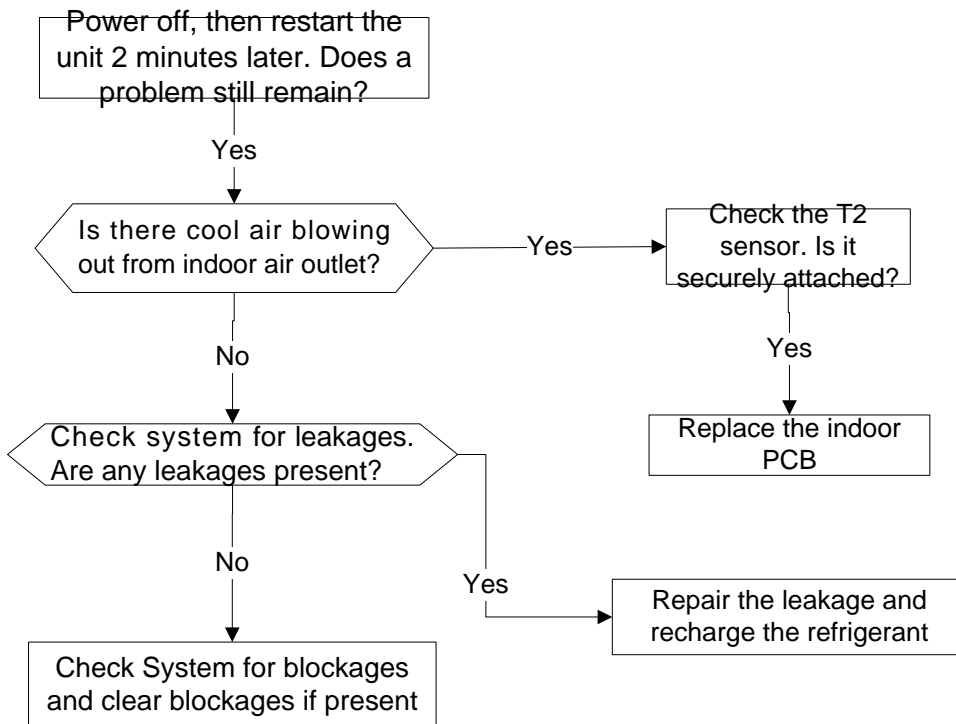 Power off, then restart the
unit 2 minutes later. Does a
problem still remain?
Yes
Is there cool air blowing
out from indoor air outlet?
Yes
Check the T2
sensor. Is it
securely attached?
Yes
Replace the indoor
PCB
No
Check system for leakages.
Are any leakages present?
Yes
Repair the leakage and
recharge the refrigerant
No
Check System for blockages
and clear blockages if present